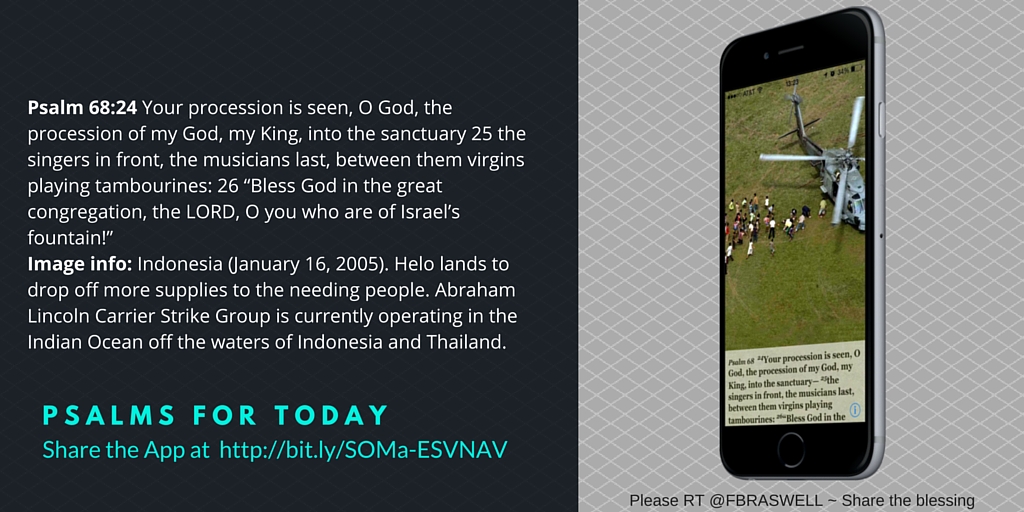 Psalm 68:24 Your procession is seen, O God, the
procession of my God, my King, into the sanctuary 25 the
singers in front, the musicians last, between them virgins
playing tambourines: 26 “Bless God in the great
congregation, the LORD, O you who are of Israel’s
fountain!”
Image info: Indonesia (January 16, 2005). Helo lands to
drop off more supplies to the needing people. Abraham
Lincoln Carrier Strike Group is currently operating in the
Indian Ocean off the waters of Indonesia and Thailand.
PSALMS FOR TODAY
Share the App at http://bit.ly/SOMa-ESVNAV
AT&T 34%
Psalm 68 24Your procession is seen, O
God, the procession of my God, my
King, into the sanctuary— 25the
singers in front, the musicians last,
between them virgins playing
tambourines: 26“Bless God in the
Please RT @FBRASWELL ~ Share the blessing